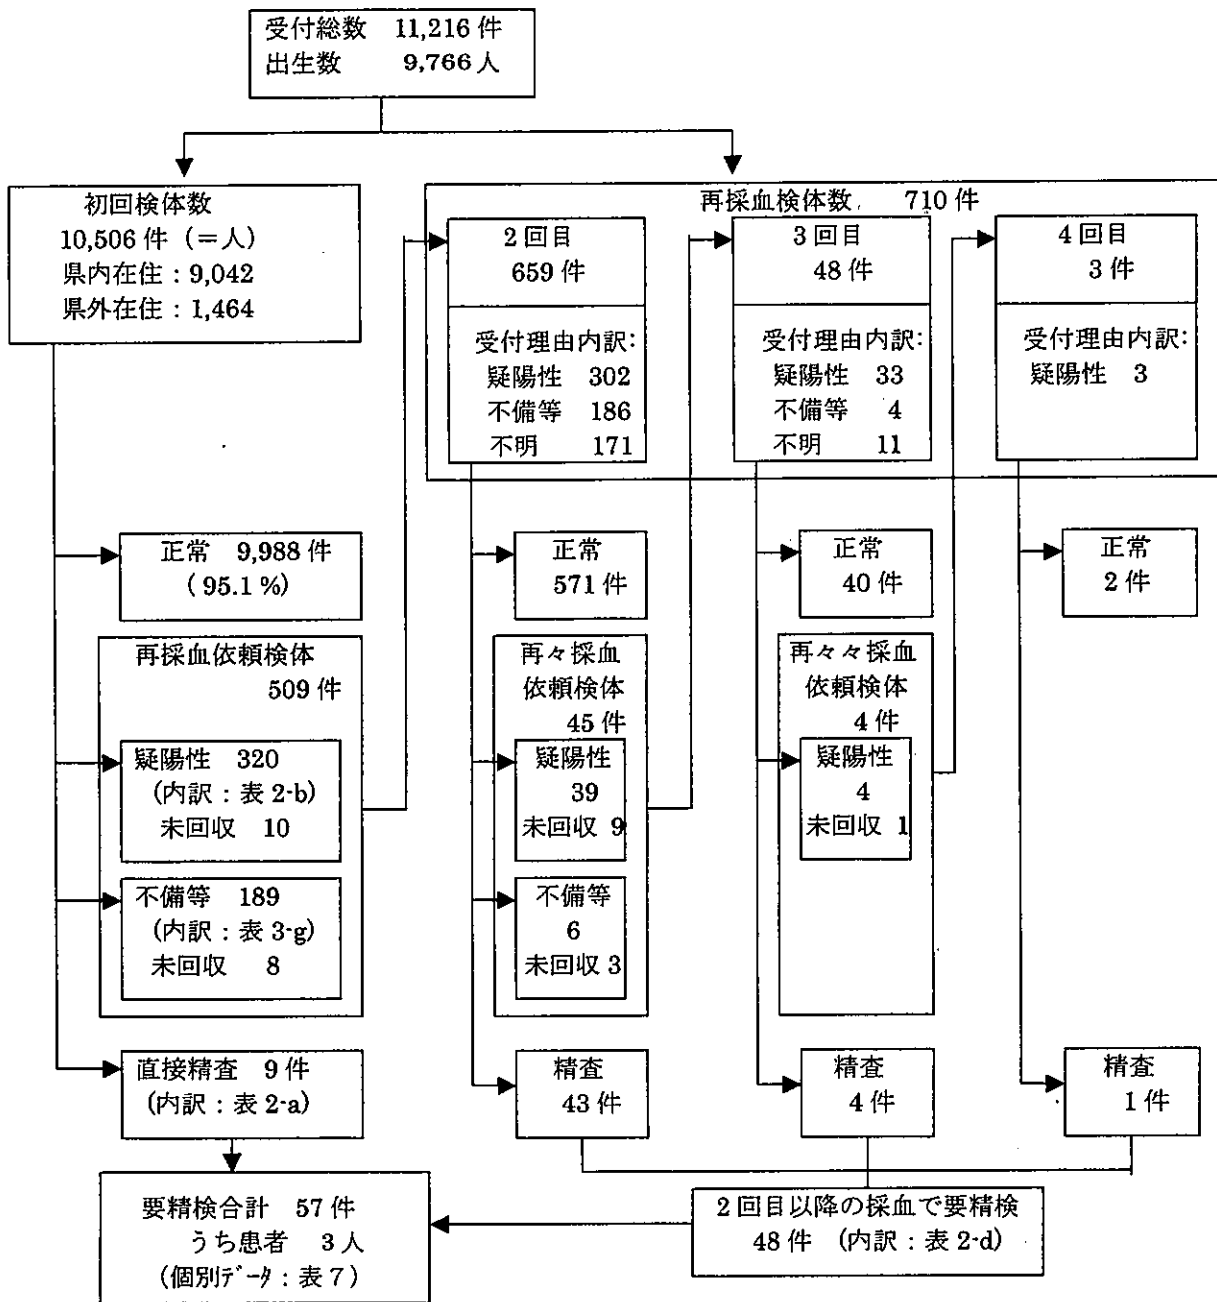 受付総数 11,216 件
出生数 9,766 人
初回検体数
10,506 件 (＝人)
県内在住：9,042
県外在住：1,464
再採血検体数 710 件
2 回目
659 件
受付理由内訳：
疑陽性 302
不備等 186
不明 171
3 回目
48 件
受付理由内訳：
疑陽性 33
不備等 4
不明 11
4 回目
3 件
受付理由内訳：
疑陽性 3
正常 9,988 件
( 95.1 %)
再採血依頼検体
509 件
疑陽性 320
(内訳：表 2-b)
未回収 10
不備等 189
(内訳：表 3-g)
未回収 8
直接精査 9 件
(内訳：表 2-a)
正常
571 件
再々採血
依頼検体
45 件
疑陽性
39
未回収 9
不備等
6
未回収 3
精査
43 件
正常
40 件
再々々採血
依頼検体
4 件
疑陽性
4
未回収 1
精査
4 件
正常
2 件
精査
1 件
要精検合計 57 件
うち患者 3 人
(個別ﾃﾞｰﾀ：表 7 )
2 回目以降の採血で要精検
48 件 (内訳：表 2-d)